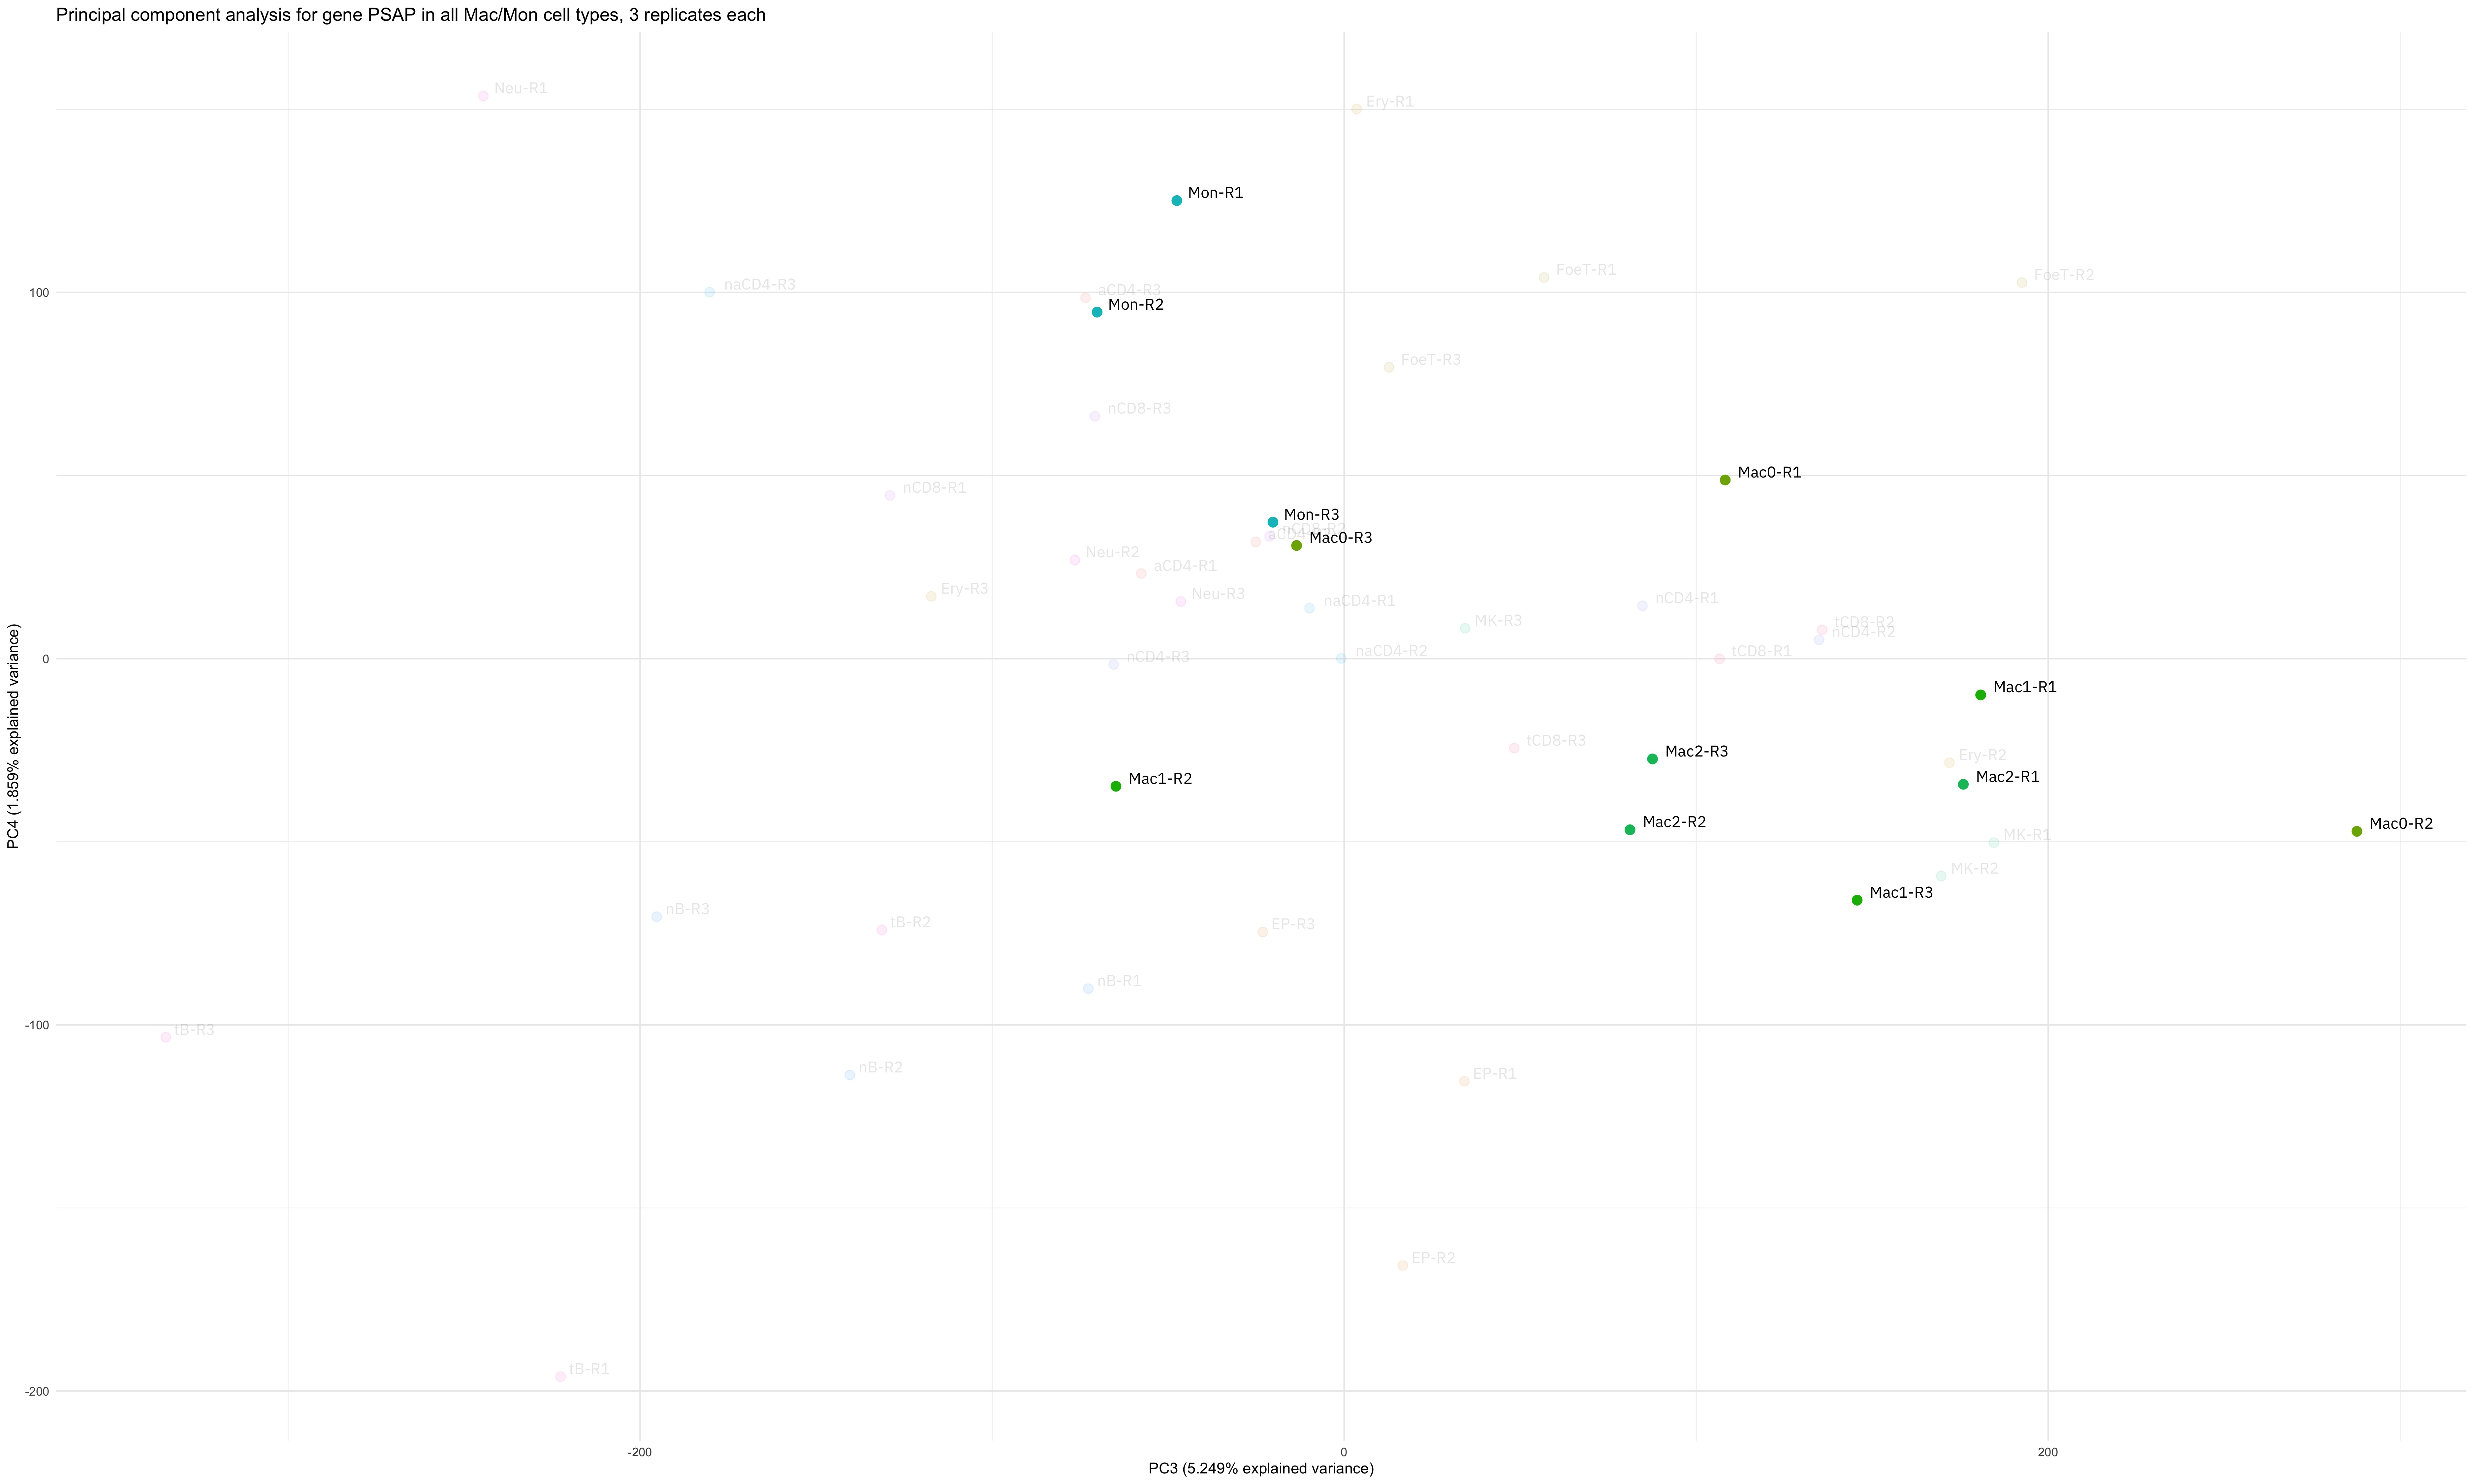 Principal component analysis for gene PSAP in all Mac/Mon cell types, 3 replicates each
Neu-R1
Ery-R1
Mon-R1
FoeT-R1
FoeT-R2
naCD4-R3
aCD4-R3
100
Mon-R2
FoeT-R3
nCD8-R3
Mac0-R1
nCD8-R1
Mon-R3
nCD8-R2
Mac0-R3
Neu-R2
aCD4-R1
Ery-R3
Neu-R3
naCD4-R1
nCD4-R1
MK-R3
tCD8-R2
nCD4-R2
naCD4-R2
tCD8-R1
nCD4-R3
0
Mac1-R1
tCD8-R3
Mac2-R3
Ery-R2
Mac1-R2
Mac2-R1
Mac2-R2
Mac0-R2
MK-R1
MK-R2
Mac1-R3
nB-R3
tB-R2
EP-R3
nB-R1
-100
tB-R3
nB-R2
EP-R1
EP-R2
tB-R1
-200
PC4 (1.859% explained variance)
-200
0
200
PC3 (5.249% explained variance)